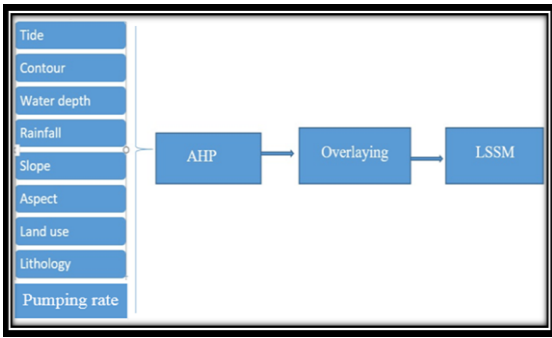 Tide
Contour
Water depth
Rainfall
Slope
Aspect
Land use
Lithology
Pumping rate
AHP
Overlaying
LSSM